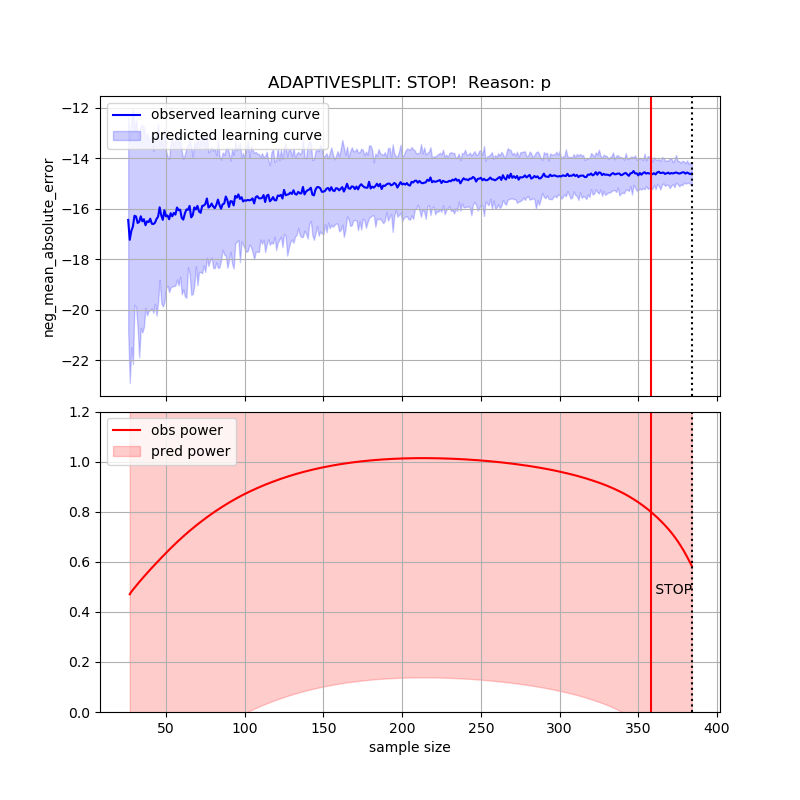 ADAPTIVESPLIT: STOP!  Reason: p
observed learning curve
predicted learning curve
neg_mean_absolute_error
−12
−14
−16
−18
−20
−22
obs power
pred power
1.2
1.0
0.8
0.6
0.4
0.2
0.0
STOP
50 100 150 200 250 300 350 400
sample size